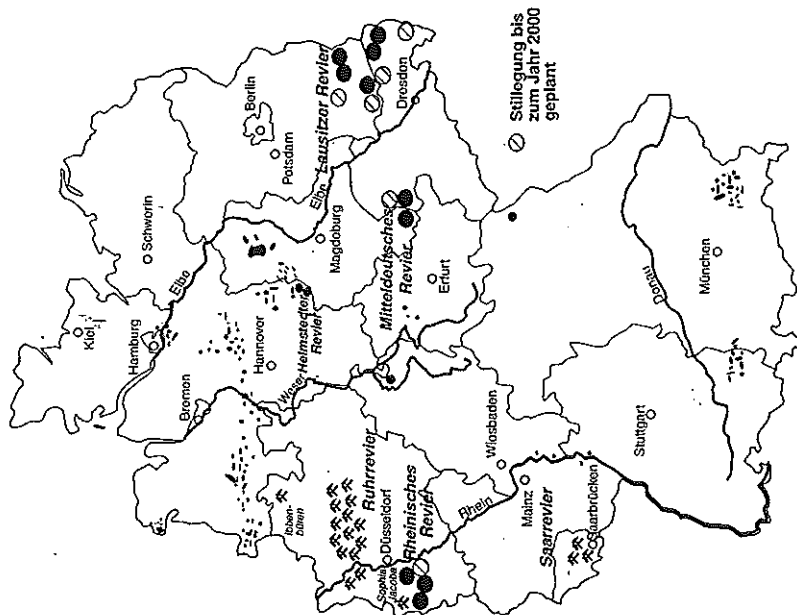 Kiel
Hamburg
Schwerin
Elbe
Bremen
Berlin
Potsdam
Hannover
Weser
Helmstedter
Revier
Magdeburg
Elbe
Lausitzer Revier
Ibben-
büren
Ruhrrevier
Düsseldorf
Sophia
Jacoba
Rheinisches
Revier
Mitteldeutsches
Revier
Erfurt
Dresden
Rhein
Wiesbaden
Mainz
Saarrevier
Saarbrücken
Stuttgart
Donau
München
Stillegung bis
zum Jahr 2000
geplant